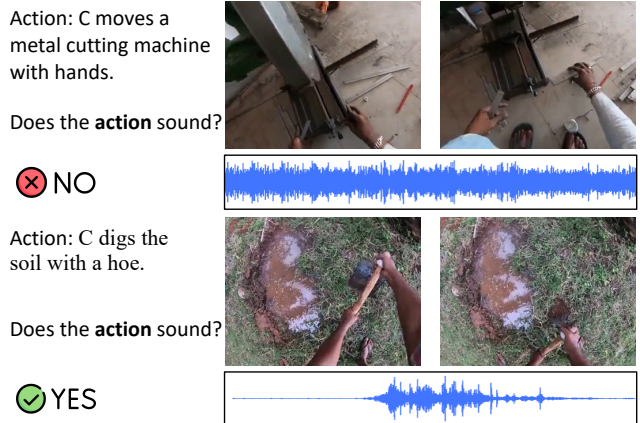 Action: C moves a
metal cutting machine
with hands.
Does the action sound?
NO
Action: C digs the
soil with a hoe.
Does the action sound?
YES